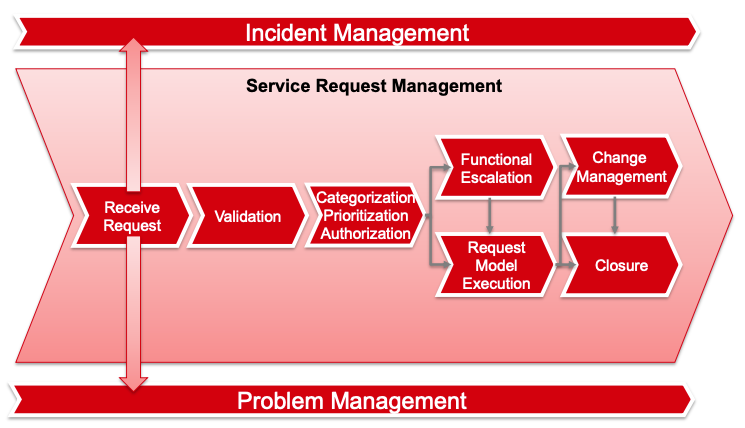 Incident Management
Service Request Management
Functional
Escalation
Change
Management
Receive
Request
Validation
Categorization
Prioritization
Authorization
Request
Model
Execution
Closure
Problem Management